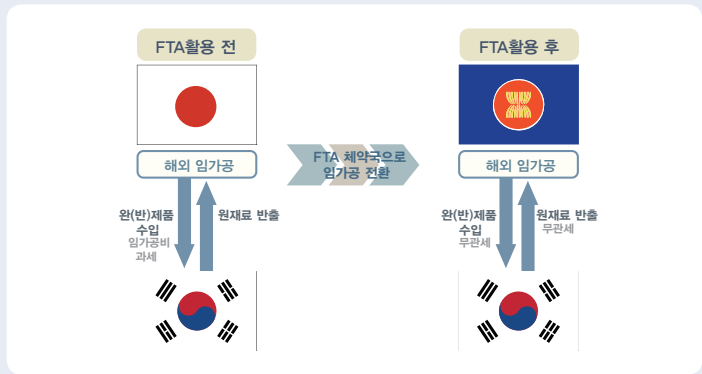 FTA활용 전
FTA활용 후
해외 임가공
FTA 체약국으로
임가공 전환
해외 임가공
완(반)제품
수입
임가공비
과세
원재료 반출
완(반)제품
수입
무관세
원재료 반출
무관세